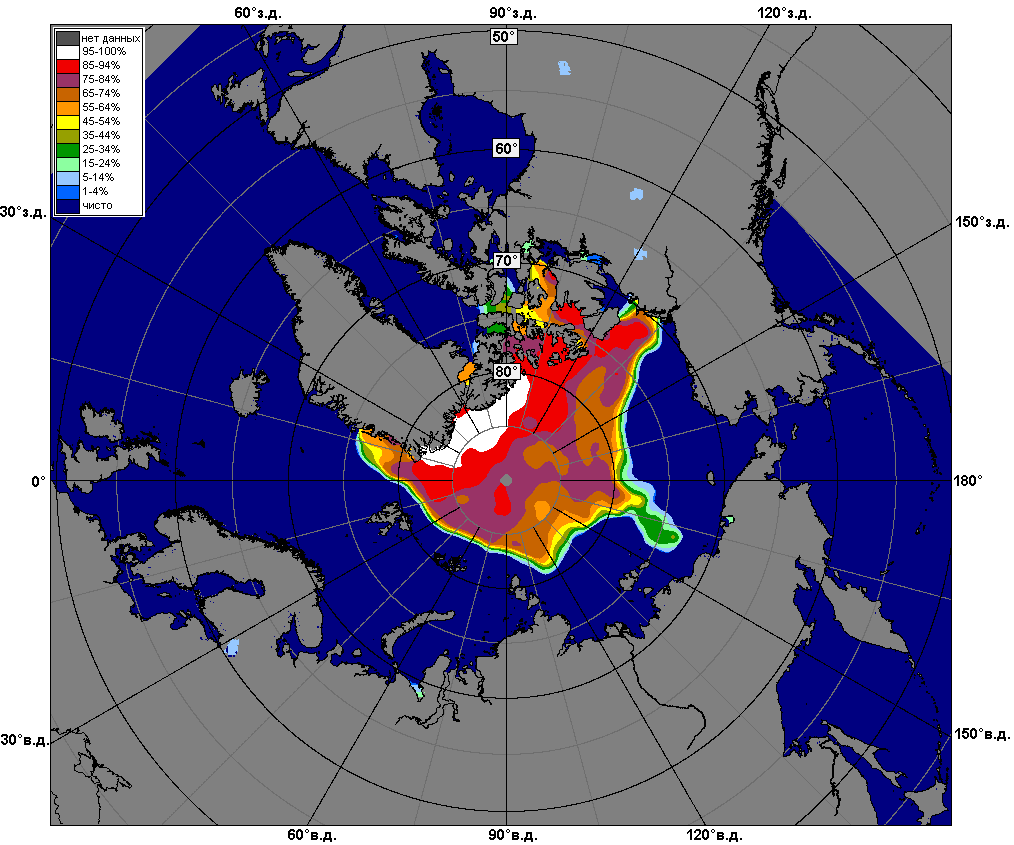 60°з.д.
90°з.д.
120°з.д.
50°
нет данных
95-100%
85-94%
75-84%
65-74%
55-64%
45-54%
35-44%
25-34%
15-24%
5-14%
1-4%
чисто
60°
30°з.д.
150°з.д.
70°
80°
0°
180°
30°в.д.
150°в.д.
60°в.д.
90°в.д.
120°в.д.